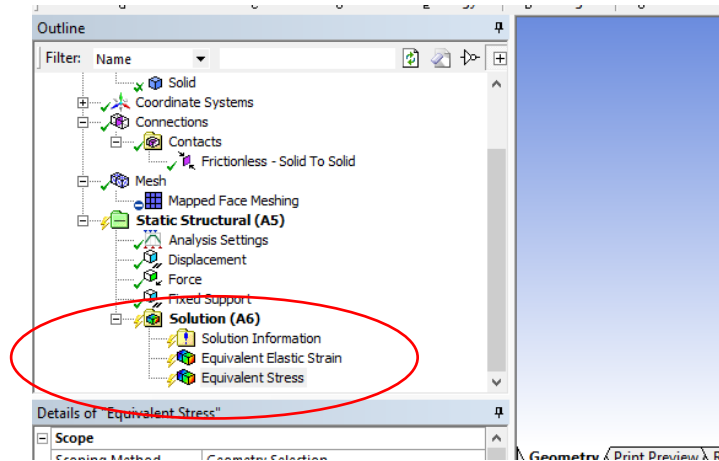 Outline
Filter: Name
Solid
Coordinate Systems
Connections
Contacts
Frictionless - Solid To Solid
Mesh
Mapped Face Meshing
Static Structural (A5)
Analysis Settings
Displacement
Force
Fixed Support
Solution (A6)
Solution Information
Equivalent Elastic Strain
Equivalent Stress
Details of "Equivalent Stress"
Scope
Scoping Method Geometry Selection
Geometry Print Preview